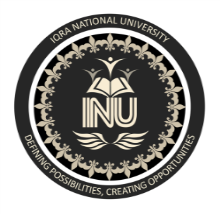 IQRA NATIONAL UNIVERSITY
INU
DEFINING POSSIBILITIES, CREATING OPPORTUNITIES